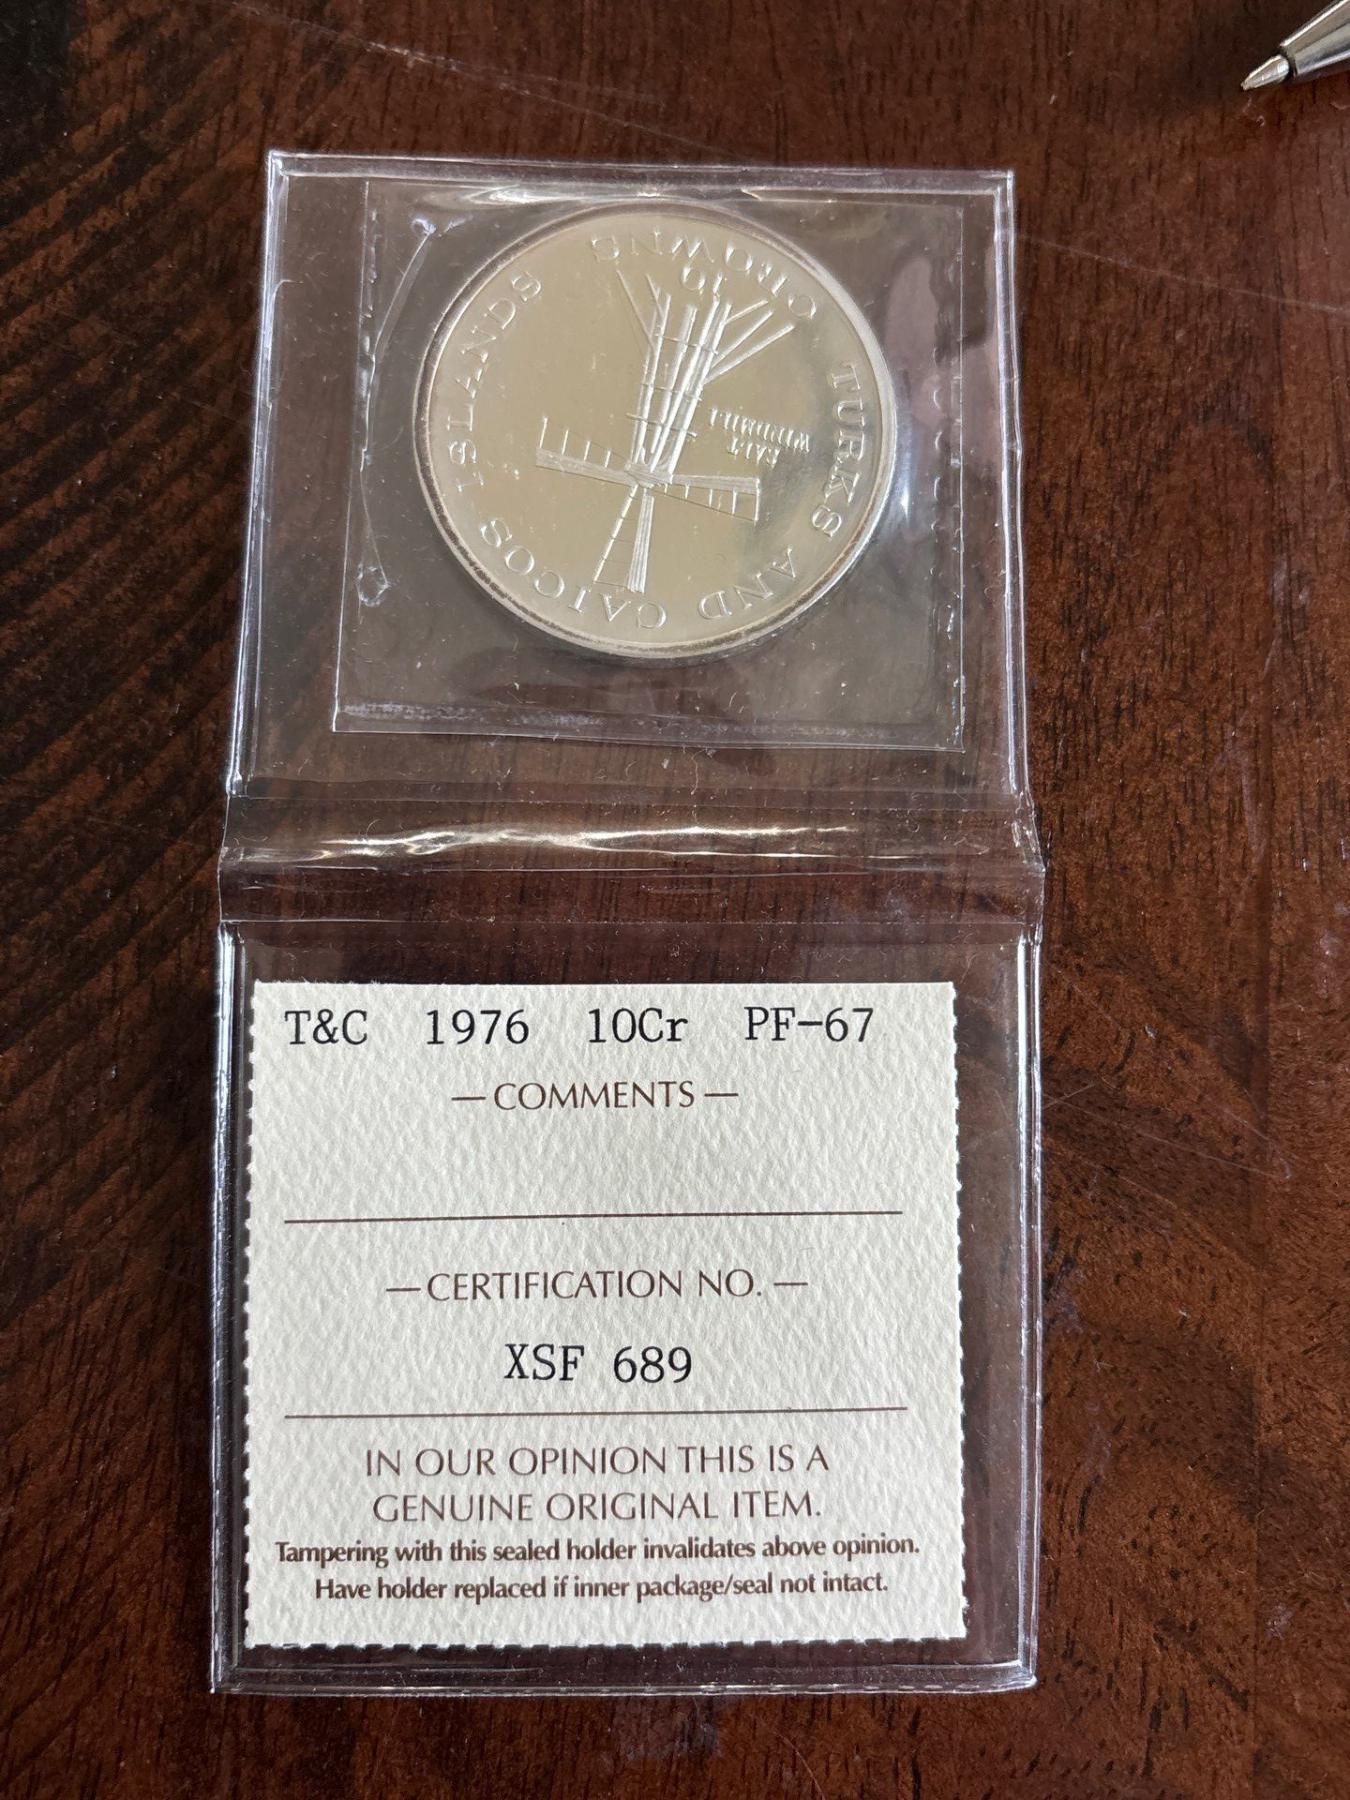 TURKS AND CAICOS ISLANDS
SALT
WINDMILL
10
CROWNS
T&C 1976 10Cr PF-67
—COMMENTS—
—CERTIFICATION NO.—
XSF 689
IN OUR OPINION THIS IS A
GENUINE ORIGINAL ITEM.
Tampering with this sealed holder invalidates above opinion.
Have holder replaced if inner package/seal not intact.